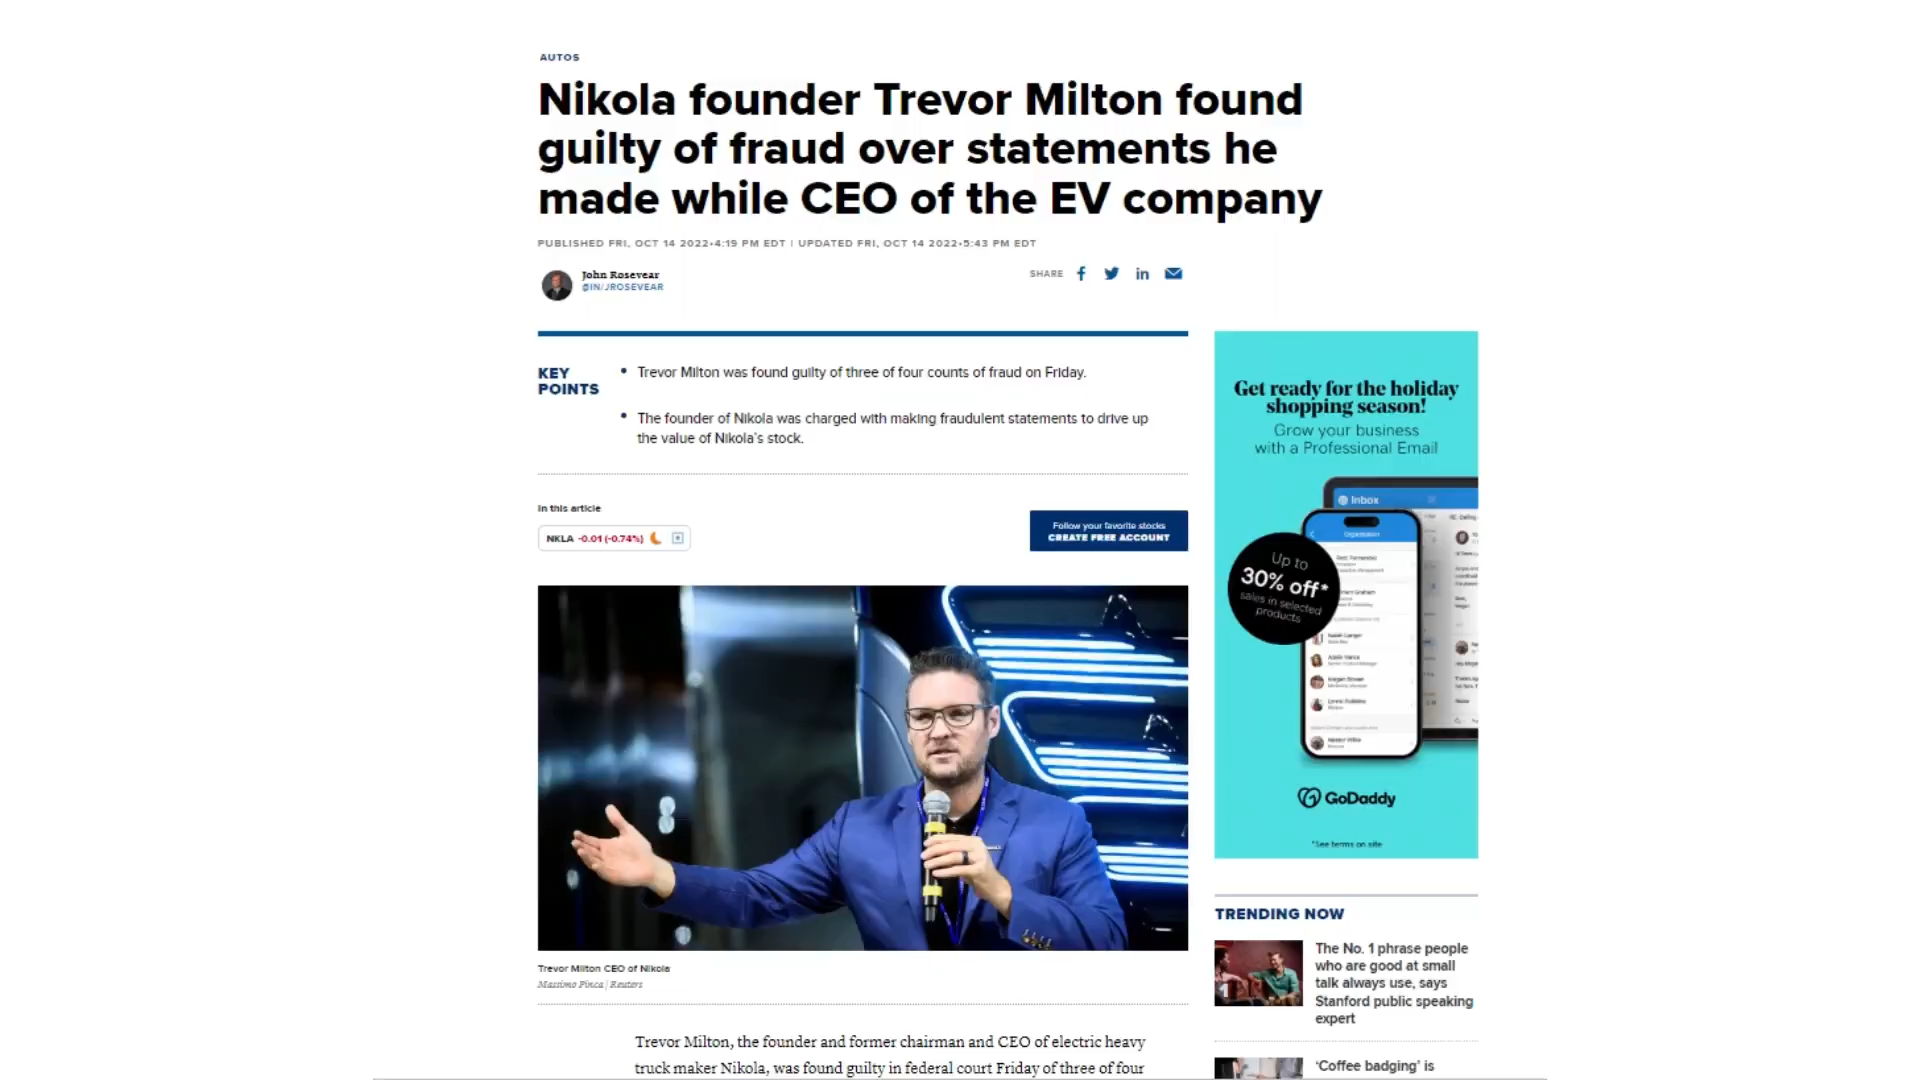 AUTOS
Nikola founder Trevor Milton found
guilty of fraud over statements he
made while CEO of the EV company
PUBLISHED FRI, OCT 14 2022•4:19 PM EDT | UPDATED FRI, OCT 14 2022•5:43 PM EDT
John Rosevear
@IN/JROSEVEAR
SHARE
KEY
POINTS
• Trevor Milton was found guilty of three of four counts of fraud on Friday.
• The founder of Nikola was charged with making fraudulent statements to drive up
the value of Nikola's stock.
In this article
NKLA -0.01 (-0.74%)
Follow your favorite stocks
CREATE FREE ACCOUNT
Trevor Milton CEO of Nikola
Massimo Pinca | Reuters
Trevor Milton, the founder and former chairman and CEO of electric heavy
truck maker Nikola, was found guilty in federal court Friday of three of four
Get ready for the holiday
shopping season!
Grow your business
with a Professional Email
Inbox
Up to
30% off*
sales in selected
products
GoDaddy
*See terms on site
TRENDING NOW
1
The No. 1 phrase people
who are good at small
talk always use, says
Stanford public speaking
expert
'Coffee badging' is